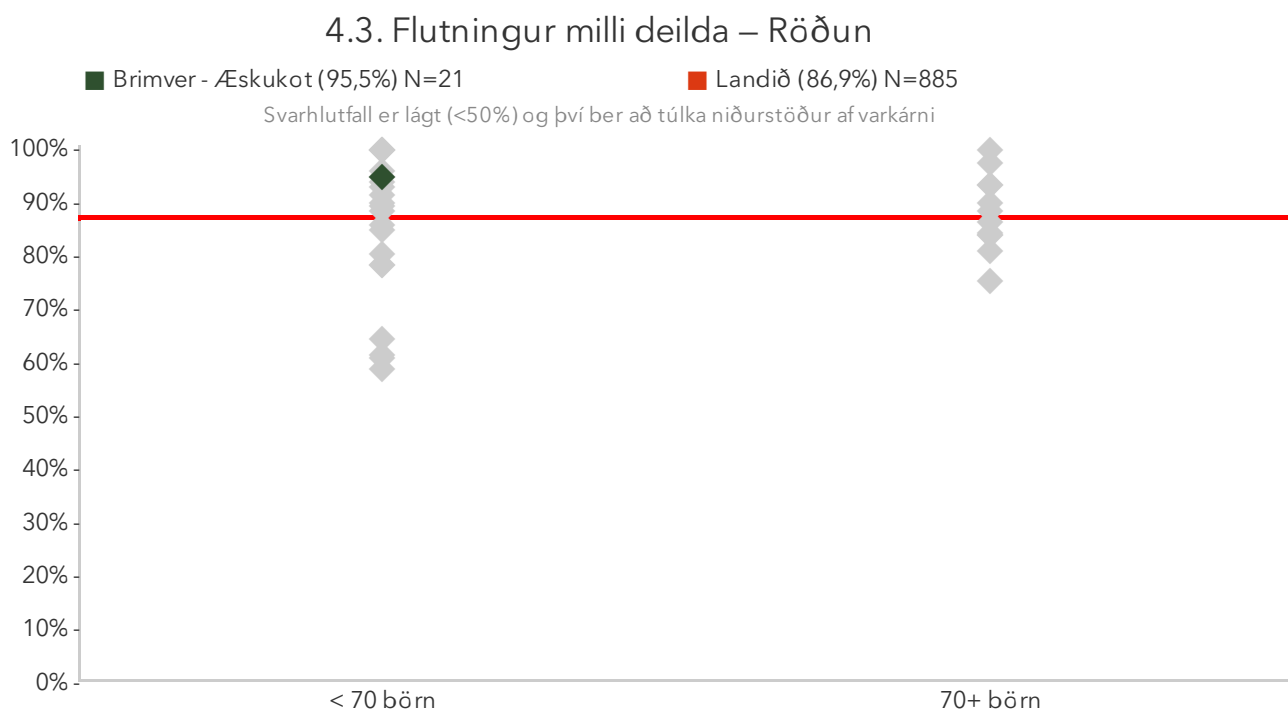 4.3. Flutningur milli deilda – Röðun
Brimver - Æskukot (95,5%) N=21
Landið (86,9%) N=885
Svarhlutfall er lágt (<50%) og því ber að túlka niðurstöður af varkárni
100%
90%
80%
70%
60%
50%
40%
30%
20%
10%
0%
< 70 börn
70+ börn